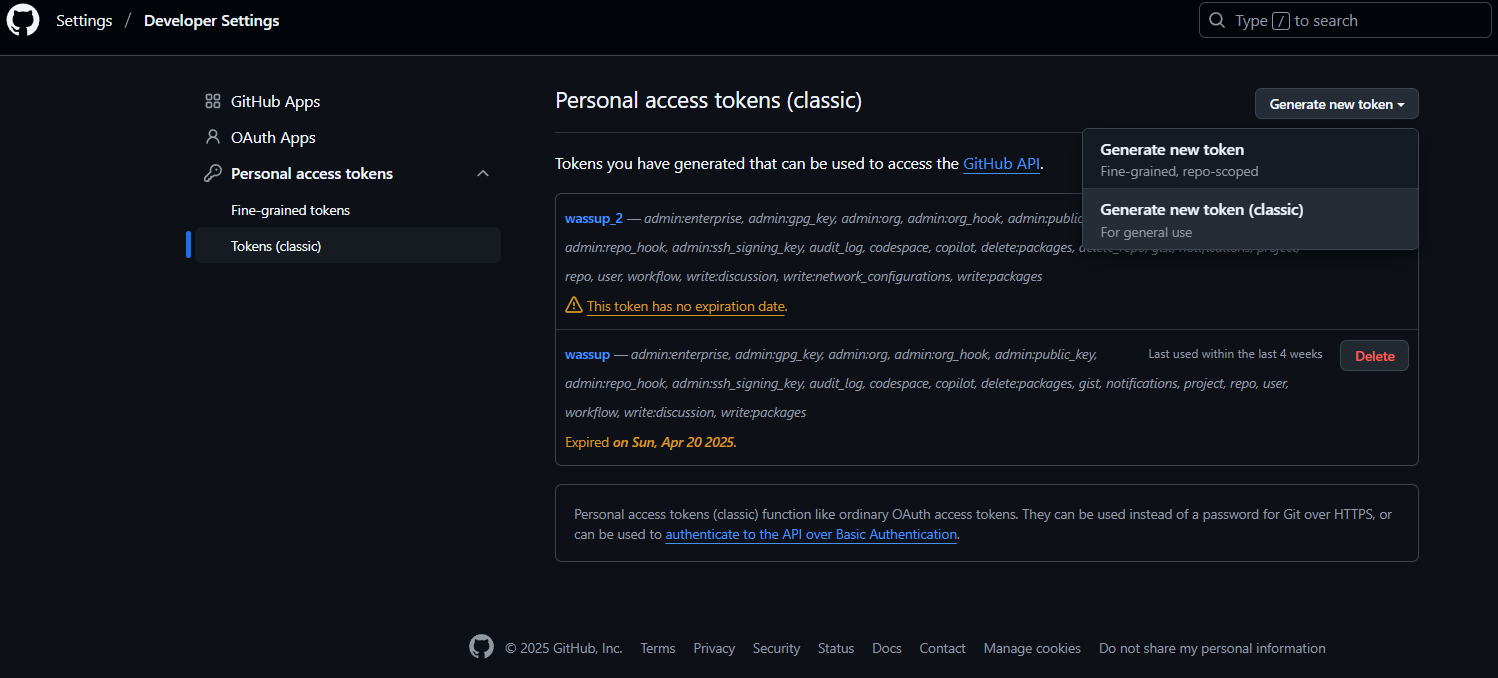 Settings / Developer Settings
Type / to search
GitHub Apps
OAuth Apps
Personal access tokens
Fine-grained tokens
Tokens (classic)
Personal access tokens (classic)
Generate new token
Generate new token
Fine-grained, repo-scoped
Generate new token (classic)
For general use
Tokens you have generated that can be used to access the GitHub API.
wassup_2 — admin:enterprise, admin:gpg_key, admin:org, admin:org_hook,
admin:repo_hook, admin:ssh_signing_key, audit_log, codespace, copilot, delete:packages,
repo, user, workflow, write:discussion, write:network_configurations, write:packages
This token has no expiration date.
wassup — admin:enterprise, admin:gpg_key, admin:org, admin:org_hook, admin:public_key,
Last used within the last 4 weeks
Delete
admin:repo_hook, admin:ssh_signing_key, audit_log, codespace, copilot, delete:packages, gist, notifications, project, repo, user,
workflow, write:discussion, write:packages
Expired on Sun, Apr 20 2025.
Personal access tokens (classic) function like ordinary OAuth access tokens. They can be used instead of a password for Git over HTTPS, or
can be used to authenticate to the API over Basic Authentication.
© 2025 GitHub, Inc. Terms Privacy Security Status Docs Contact Manage cookies Do not share my personal information